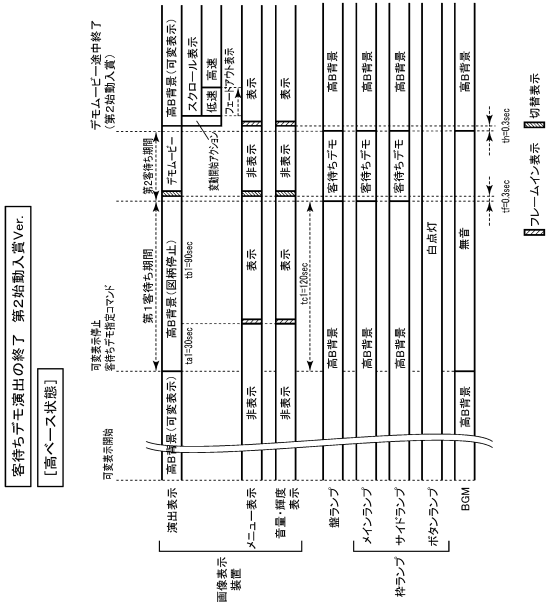 客待ちデモ演出の終了 第2始動入賞Ver.
[高ベース状態]
可変表示開始
可変表示停止
客待ちデモ指定コマンド
デモムービー途中終了
(第2始動入賞)
第1客待ち期間
第2客待ち期間
画像表示
装置
演出表示
高B背景(可変表示)
高B背景(図柄停止)
デモムービー
高B背景(可変表示)
ta1=30sec
tb1=90sec
変動開始アクション
スクロール表示
低速
高速
フェードアウト表示
メニュー表示
非表示
表示
非表示
表示
音量・輝度
表示
非表示
表示
非表示
表示
tc1=120sec
枠ランプ
盤ランプ
高B背景
客待ちデモ
高B背景
メインランプ
高B背景
客待ちデモ
高B背景
サイドランプ
高B背景
客待ちデモ
高B背景
ボタンランプ
白点灯
BGM
高B背景
無音
高B背景
tf=0.3sec
th=0.3sec
フレームイン表示
切替表示